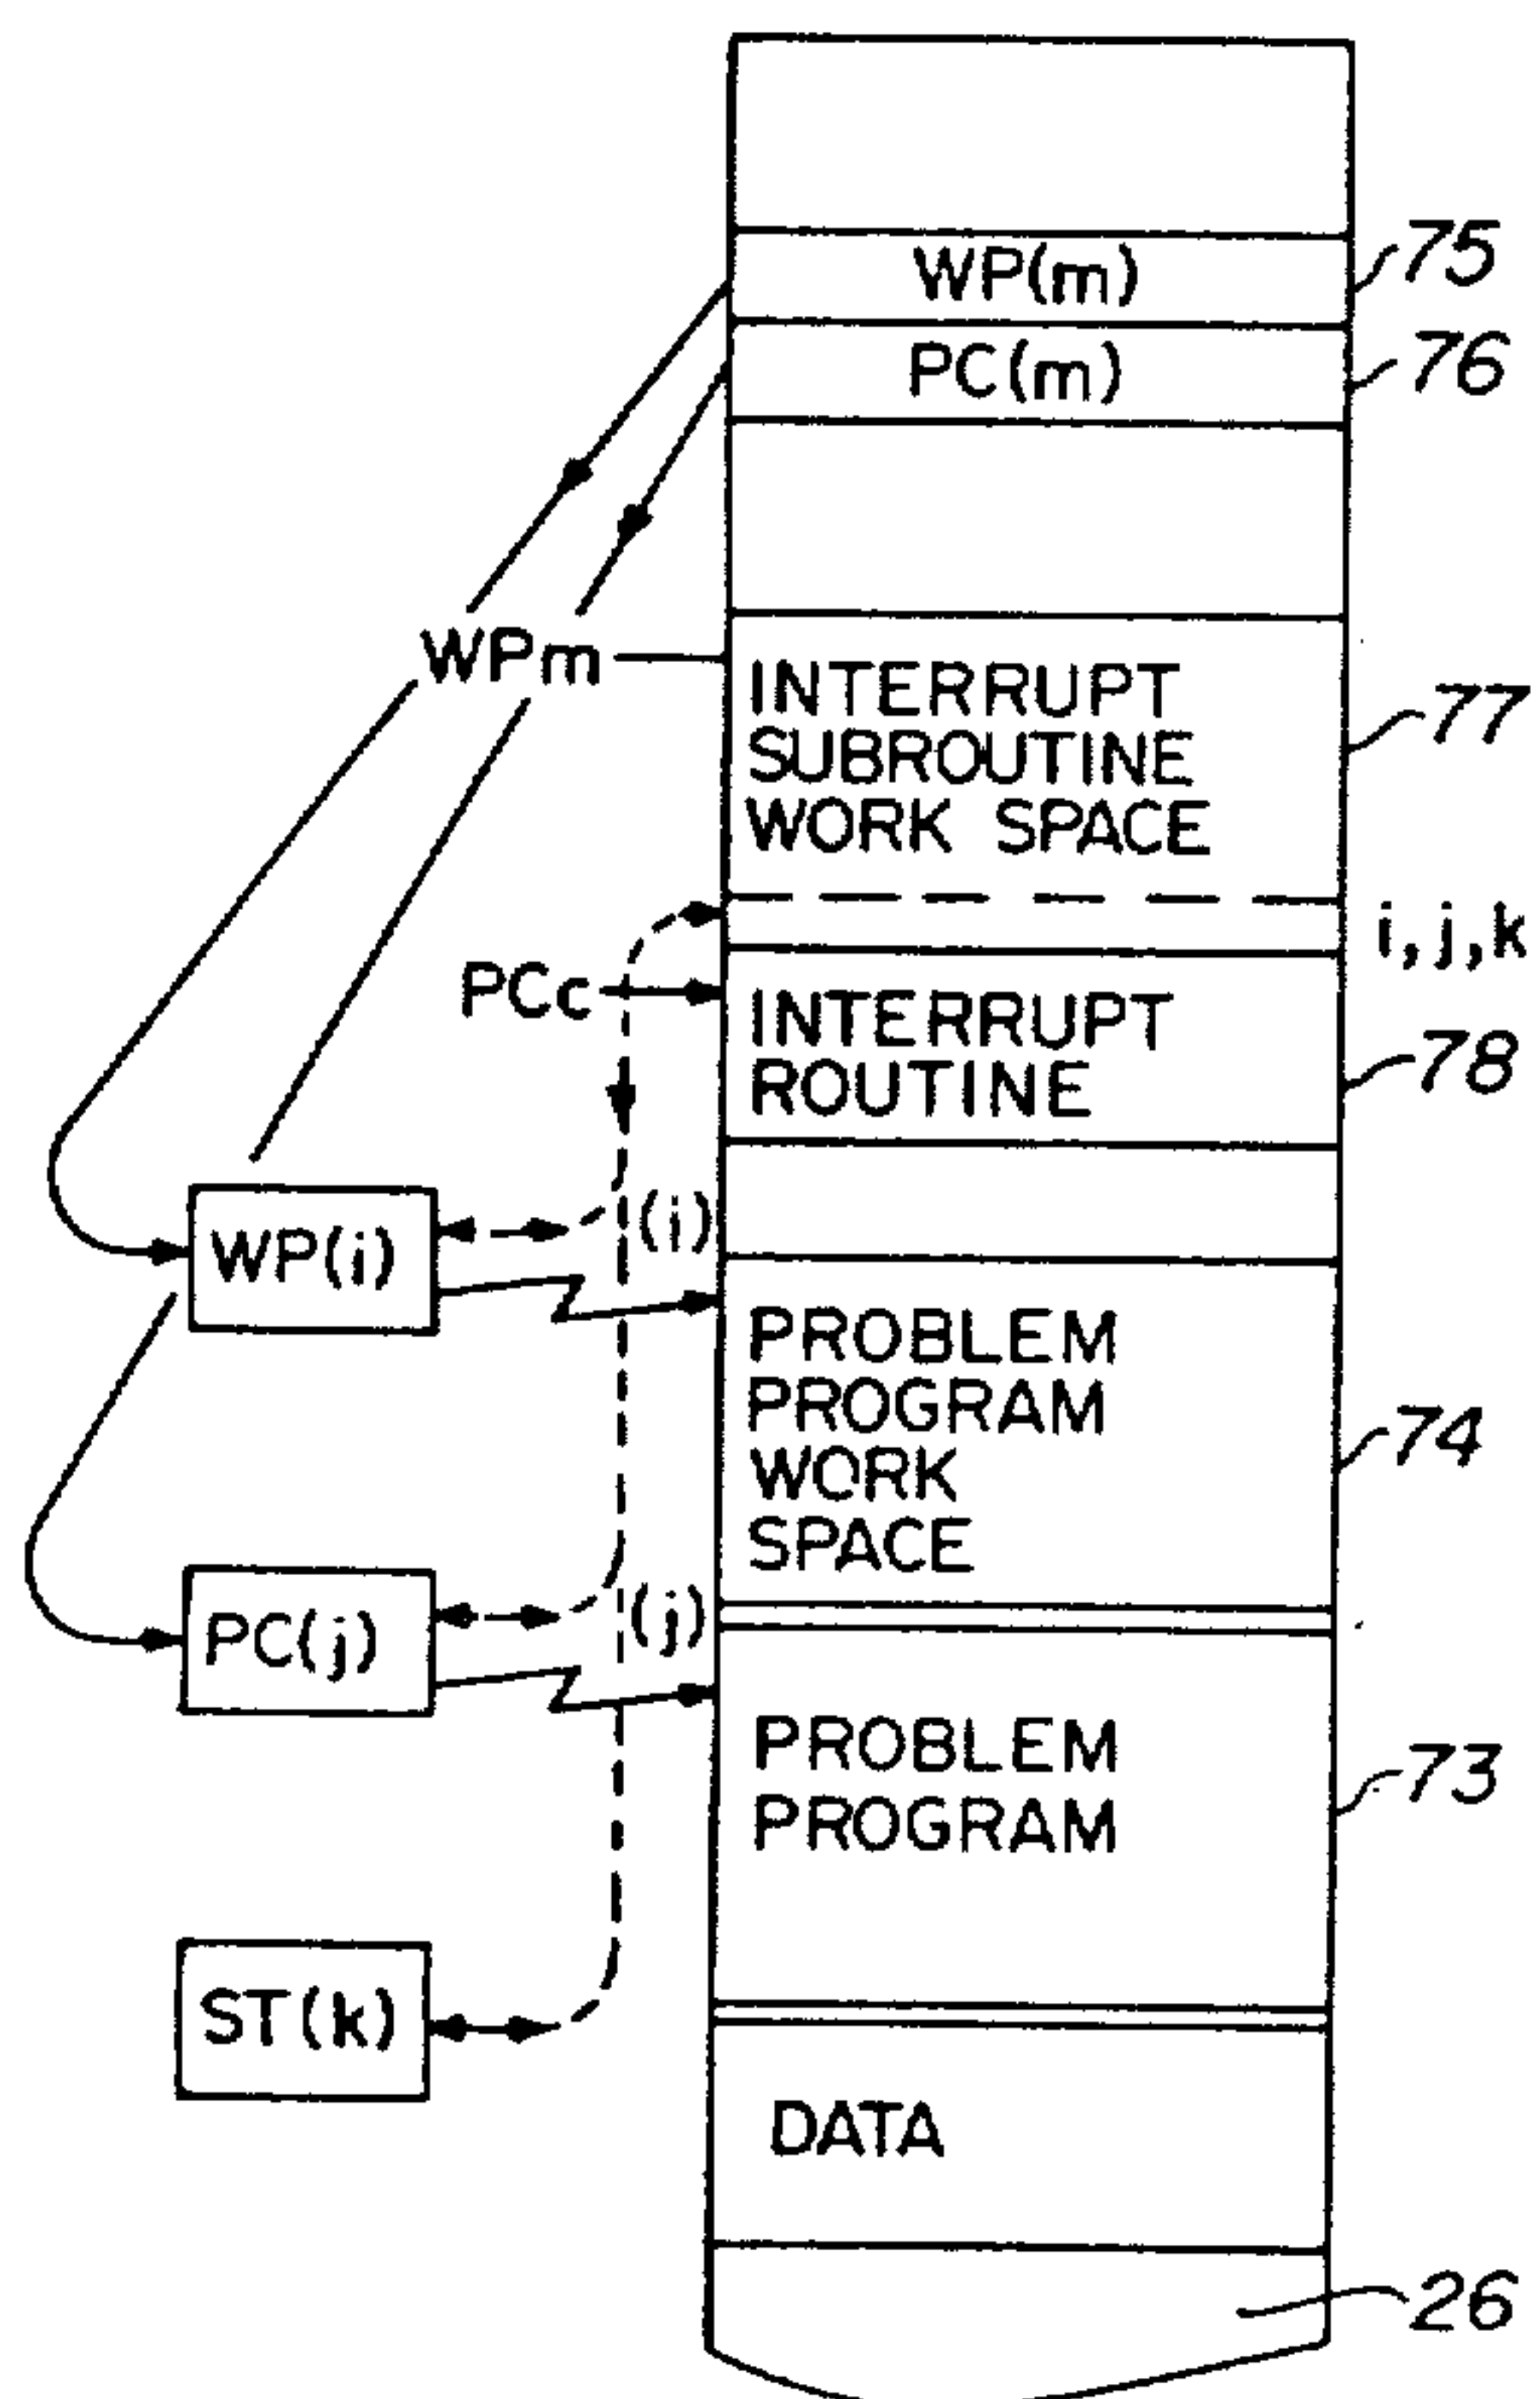 WP(m)
75
PC(m)
76
WPm
INTERRUPT
SUBROUTINE
WORK SPACE
77
i,j,k
PCc
INTERRUPT
ROUTINE
78
WP(i)
(i)
PROBLEM
PROGRAM
WORK
SPACE
74
PC(j)
(j)
PROBLEM
PROGRAM
73
ST(k)
DATA
26